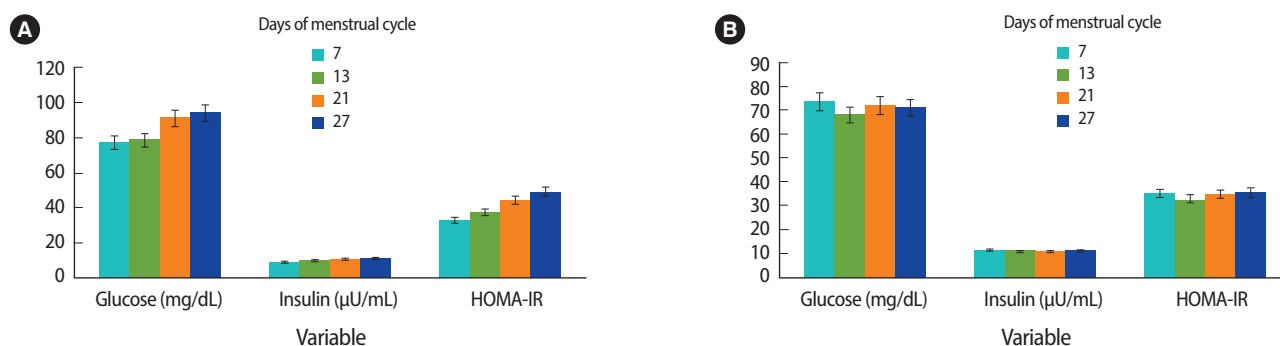 A
Days of menstrual cycle
7
13
21
27
120
100
80
60
40
20
0
Glucose (mg/dL)
Insulin (µU/mL)
HOMA-IR
Variable
B
Days of menstrual cycle
7
13
21
27
90
80
70
60
50
40
30
20
10
0
Glucose (mg/dL)
Insulin (µU/mL)
HOMA-IR
Variable